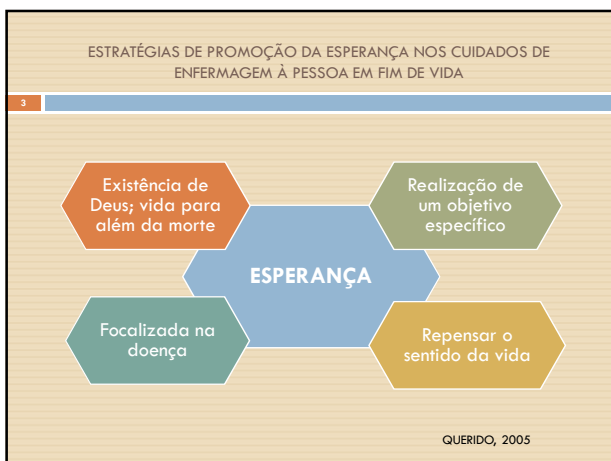 ESTRATÉGIAS DE PROMOÇÃO DA ESPERANÇA NOS CUIDADOS DE
ENFERMAGEM À PESSOA EM FIM DE VIDA
3
Existência de
Deus; vida para
além da morte
Realização de
um objetivo
específico
ESPERANÇA
Focalizada na
doença
Repensar o
sentido da vida
QUERIDO, 2005